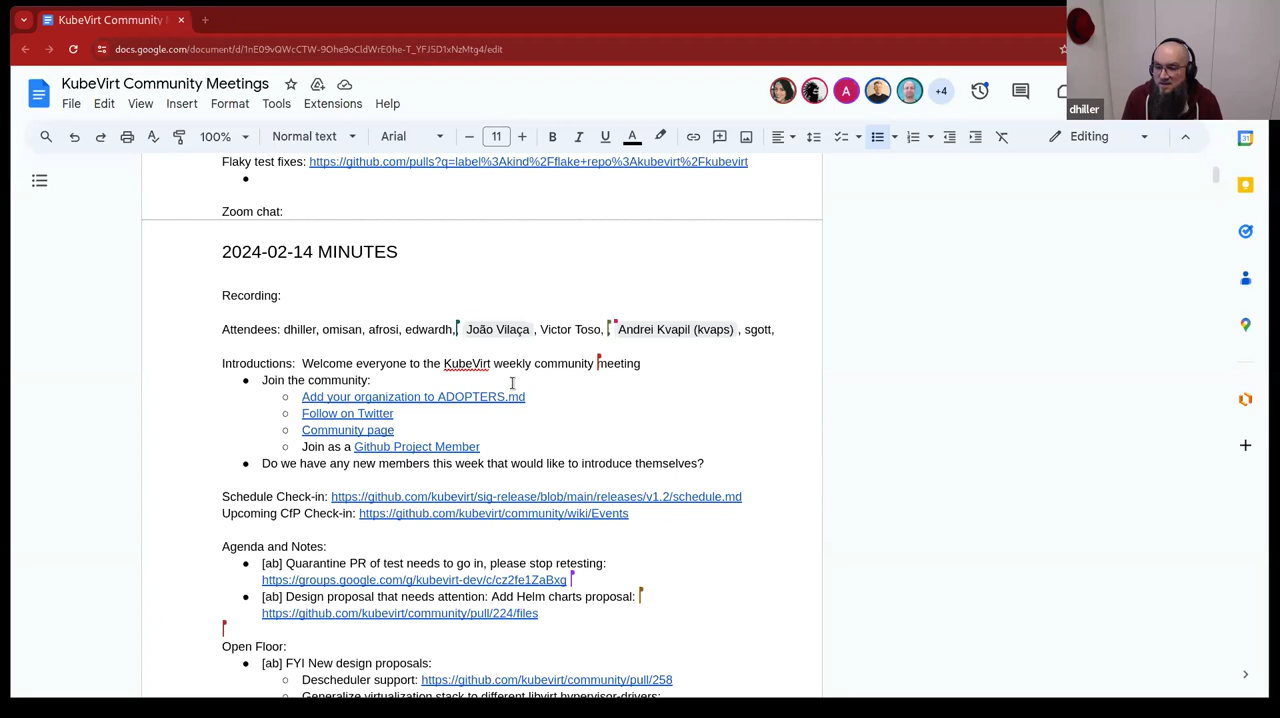 KubeVirt Community
docs.google.com/document/d/1nE09vQWcCTW-9Ohe9oCldWrE0he-T_YFJ5D1xNzMtg4/edit
KubeVirt Community Meetings
File Edit View Insert Format Tools Extensions Help
A
+4
dhiller
100% Normal text Arial 11 B I U A Editing
Flaky test fixes: https://github.com/pulls?q=label%3Akind%2Fflake+repo%3Akubevirt%2Fkubevirt
Zoom chat:
2024-02-14 MINUTES
Recording:
Attendees: dhiller, omisan, afrosi, edwardh, João Vilaça , Victor Toso, , Andrei Kvapil (kvaps) , sgott,
Introductions: Welcome everyone to the KubeVirt weekly community meeting
● Join the community:
○ Add your organization to ADOPTERS.md
○ Follow on Twitter
○ Community page
○ Join as a Github Project Member
● Do we have any new members this week that would like to introduce themselves?
Schedule Check-in: https://github.com/kubevirt/sig-release/blob/main/releases/v1.2/schedule.md
Upcoming CfP Check-in: https://github.com/kubevirt/community/wiki/Events
Agenda and Notes:
● [ab] Quarantine PR of test needs to go in, please stop retesting:
https://groups.google.com/g/kubevirt-dev/c/cz2fe1ZaBxg
● [ab] Design proposal that needs attention: Add Helm charts proposal:
https://github.com/kubevirt/community/pull/224/files
Open Floor:
● [ab] FYI New design proposals:
○ Descheduler support: https://github.com/kubevirt/community/pull/258
○ Generalize virtualization stack to different libvirt hypervisor-drivers: